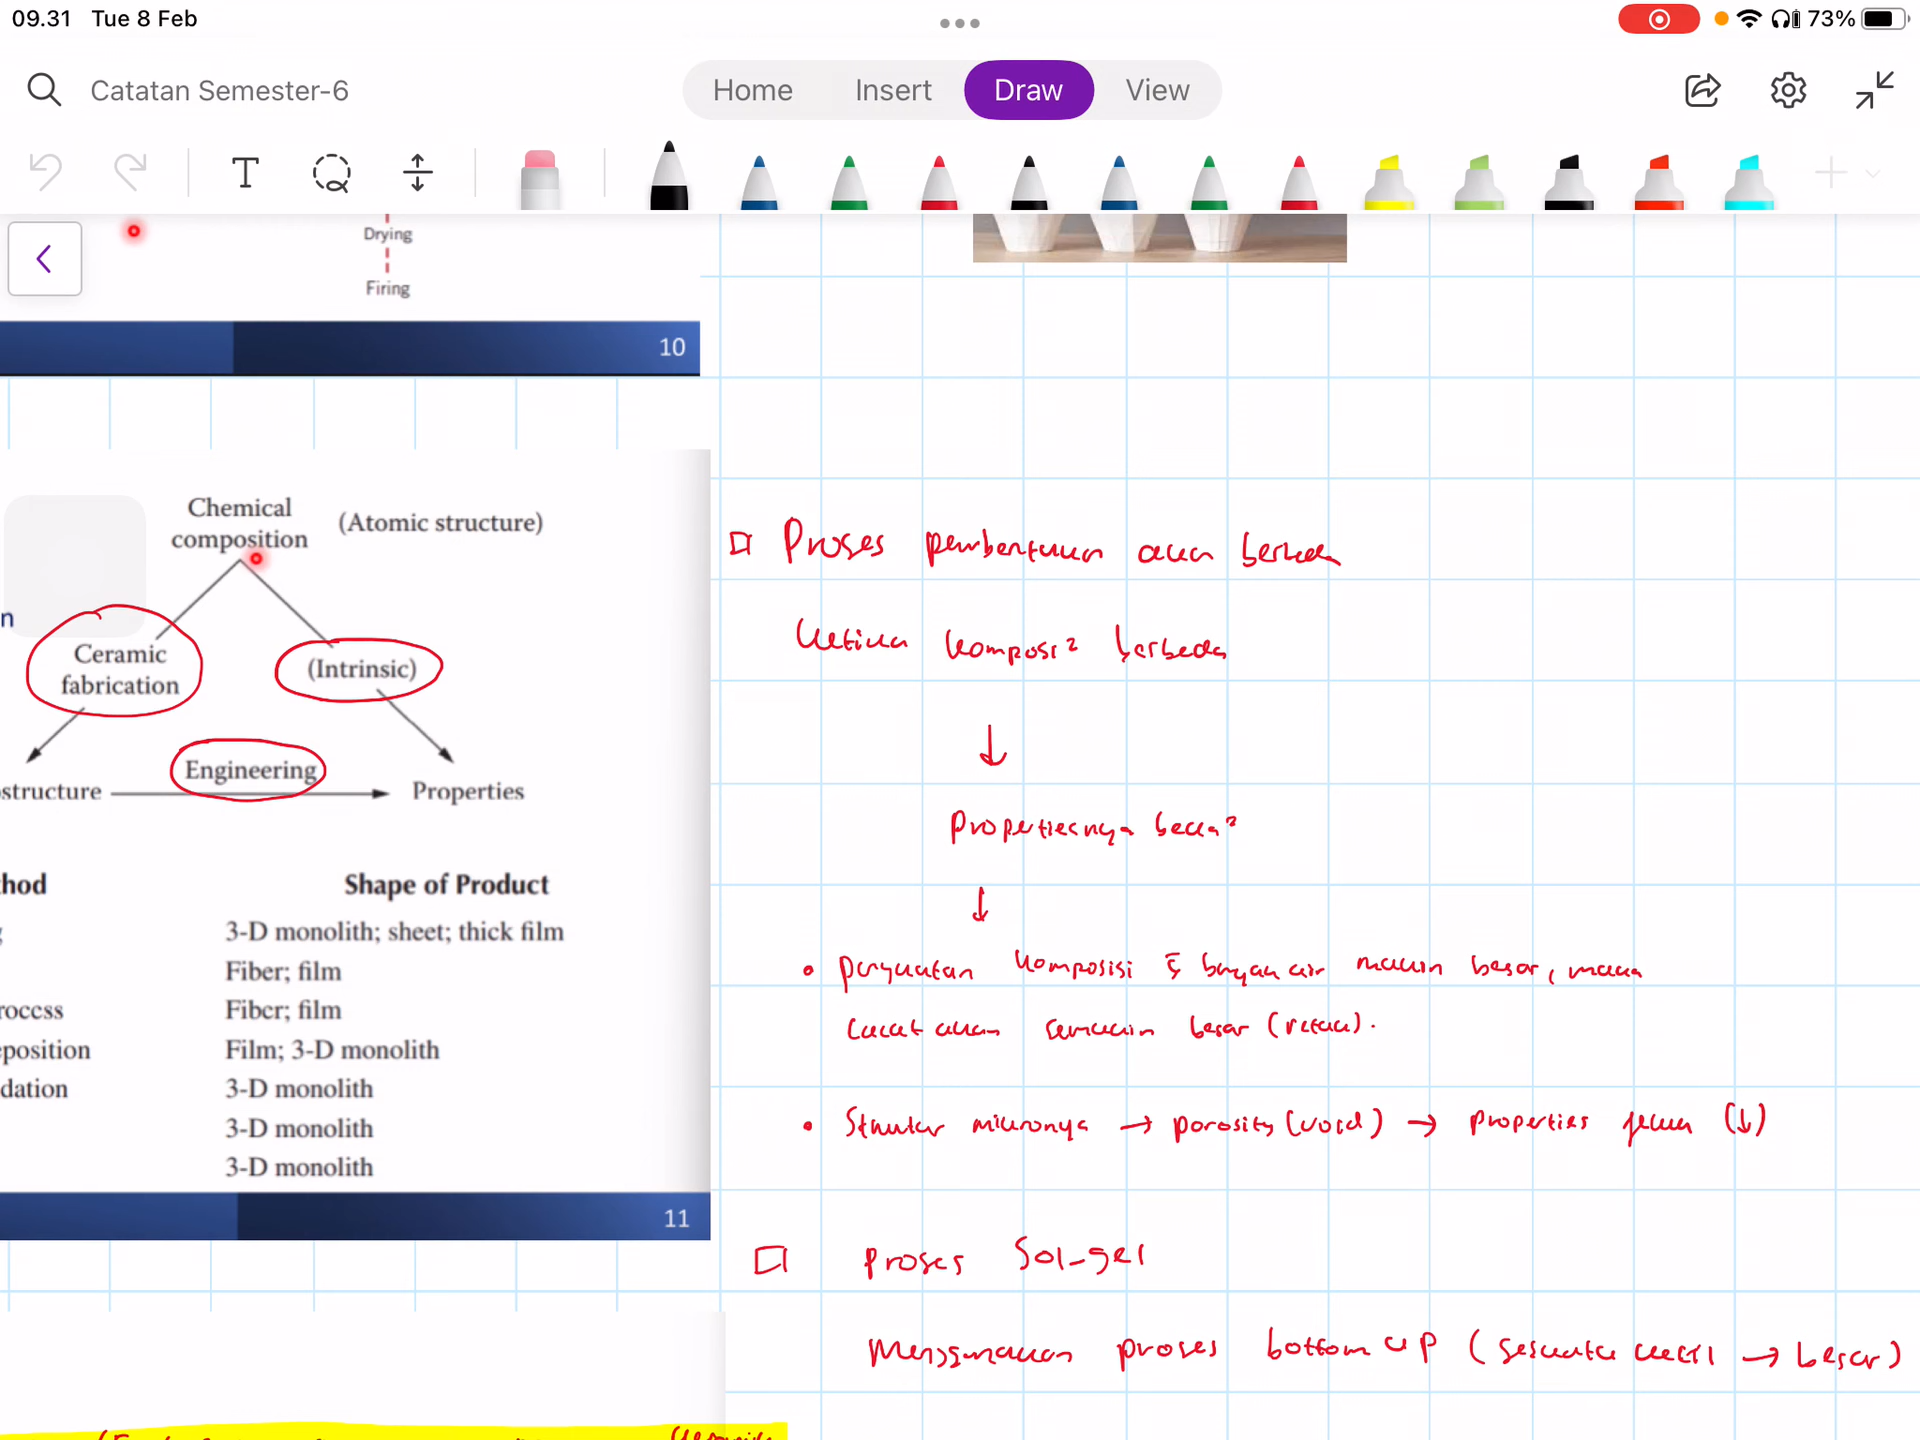 09.31 Tue 8 Feb
73%
Catatan Semester-6
Home Insert Draw View
T
Drying
Firing
10
Chemical
composition
(Atomic structure)
n
Ceramic
fabrication
(Intrinsic)
Engineering
structure
Properties
hod Shape of Product
g 3-D monolith; sheet; thick film
Fiber; film
rocess Fiber; film
eposition Film; 3-D monolith
dation 3-D monolith
3-D monolith
3-D monolith
11
□ Proses pembentukan akan berbeda
ketika komposi² berbeda
↓
Propertiesnya beda²
↓
• Penguatan komposisi banyak air makin besar, maka
cacat akan semakin besar (retak).
• Struktur mikronya → porosity (void) → properties (↓)
□ Proses Sol-gel
Menggunakan proses bottom up (sesuatu kecil → besar)